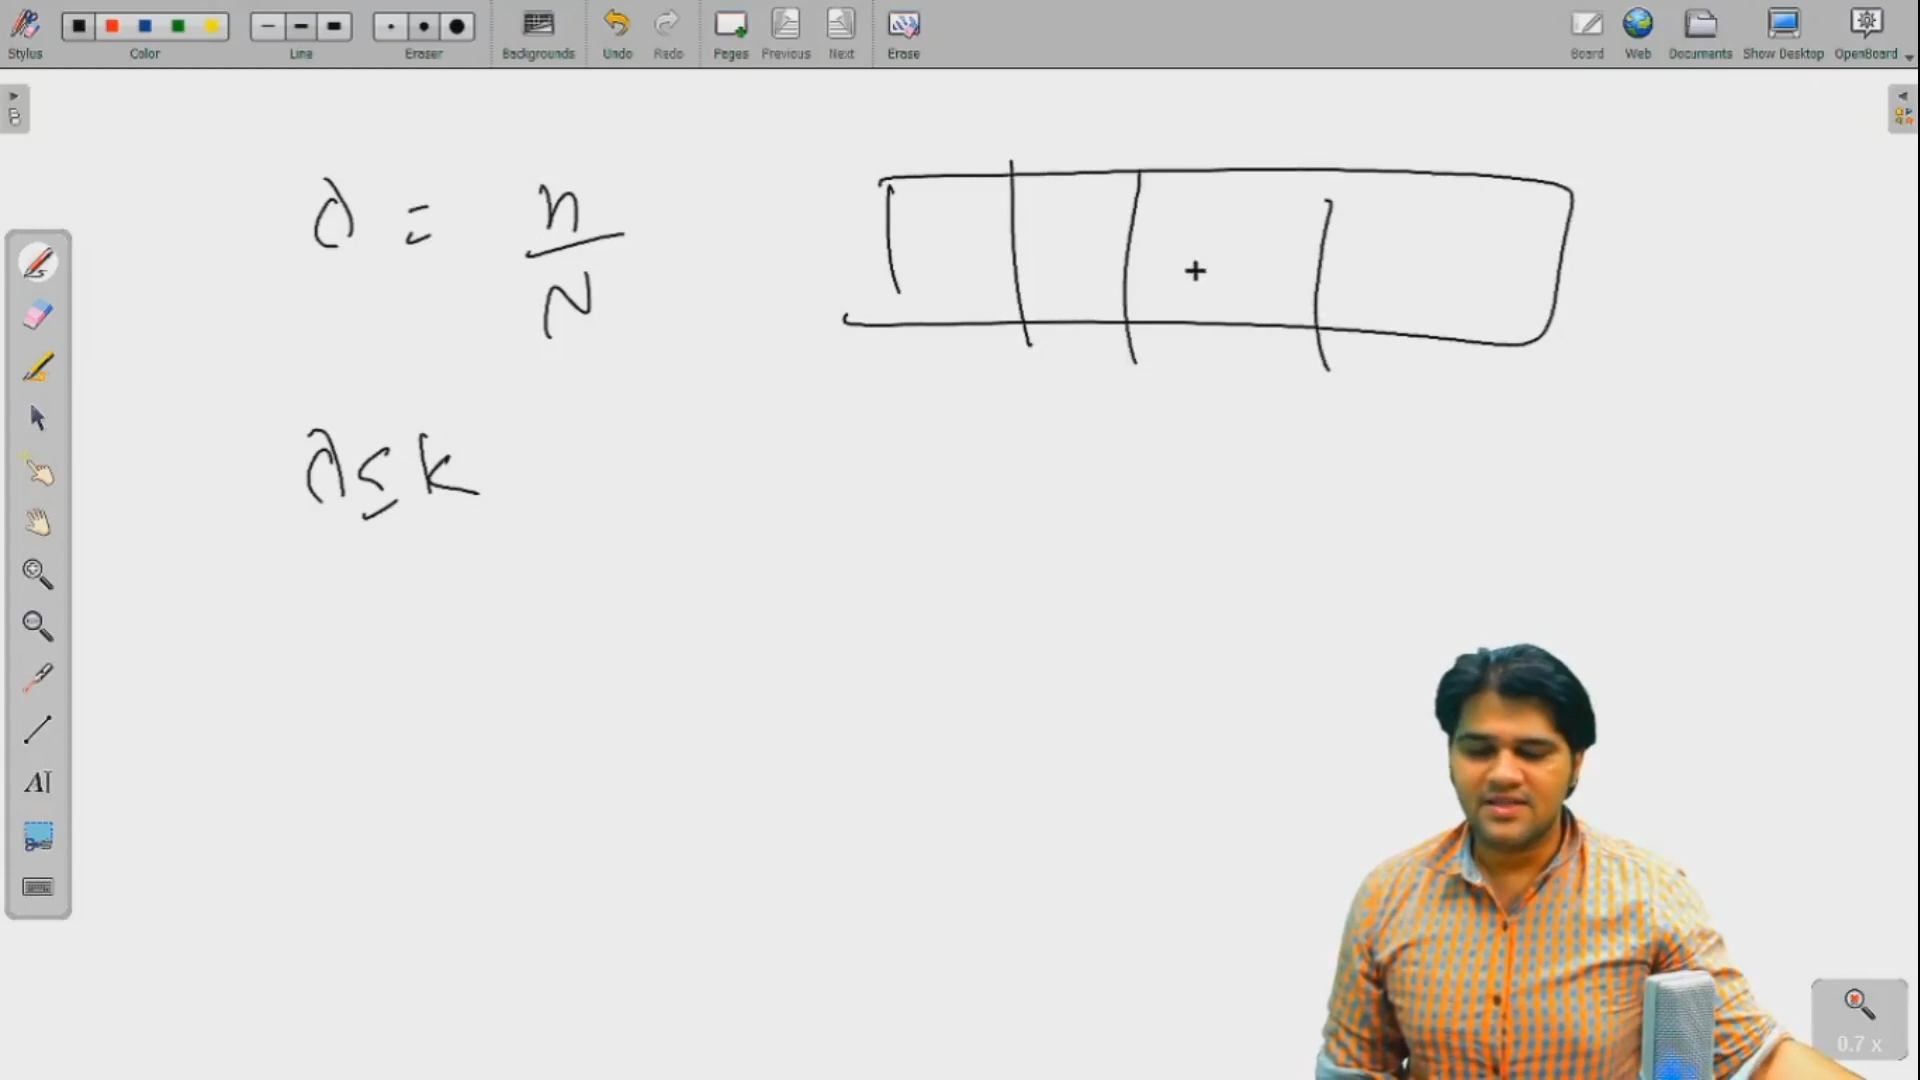 Stylus Color Line Eraser Backgrounds Undo Redo Pages Previous Next Erase Board Web Documents Show Desktop OpenBoard
B
λ = n
N
λ ≤ k
AI
0.7 x